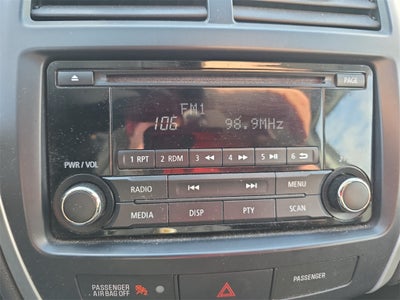 PAGE
FM1
106 98.9MHz
1 RPT 2 RDM 3 4 5 6
PWR / VOL
RADIO MENU
MEDIA DISP PTY SCAN
PASSENGER
AIR BAG OFF
PASSENGER